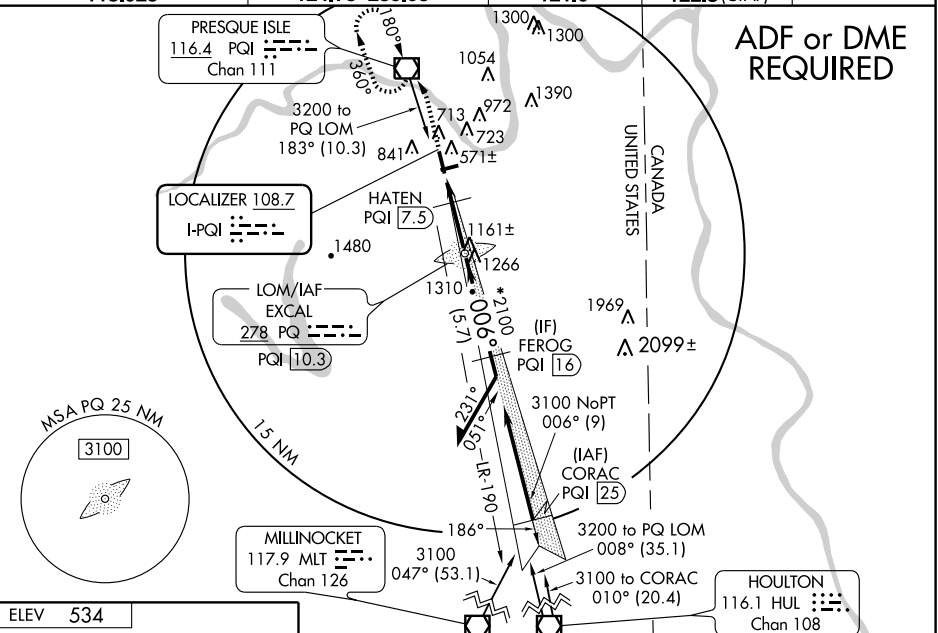 PRESQUE ISLE
116.4 PQI
Chan 111
180°
360°
1300
1300
ADF or DME
REQUIRED
1054
1390
3200 to
PQ LOM
183° (10.3)
713
972
723
841
571±
CANADA
UNITED STATES
LOCALIZER 108.7
I-PQI
HATEN
PQI 7.5
1480
1161±
1266
1310
LOM/IAF
EXCAL
278 PQ
PQI 10.3
006°
(5.7)
*2100
(IF)
FEROG
PQI 16
1969
2099±
MSA PQ 25 NM
3100
15 NM
231°
051°
LR-190
3100 NoPT
006° (9)
(IAF)
CORAC
PQI 25
186°
3200 to PQ LOM
008° (35.1)
MILLINOCKET
117.9 MLT
Chan 126
3100
047° (53.1)
3100 to CORAC
010° (20.4)
HOULTON
116.1 HUL
Chan 108
ELEV 534